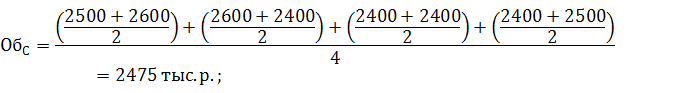 Об_С = ((2500 + 2600)/2) + ((2600 + 2400)/2) + ((2400 + 2400)/2) + ((2400 + 2500)/2) / 4
= 2475 тыс. р. ;